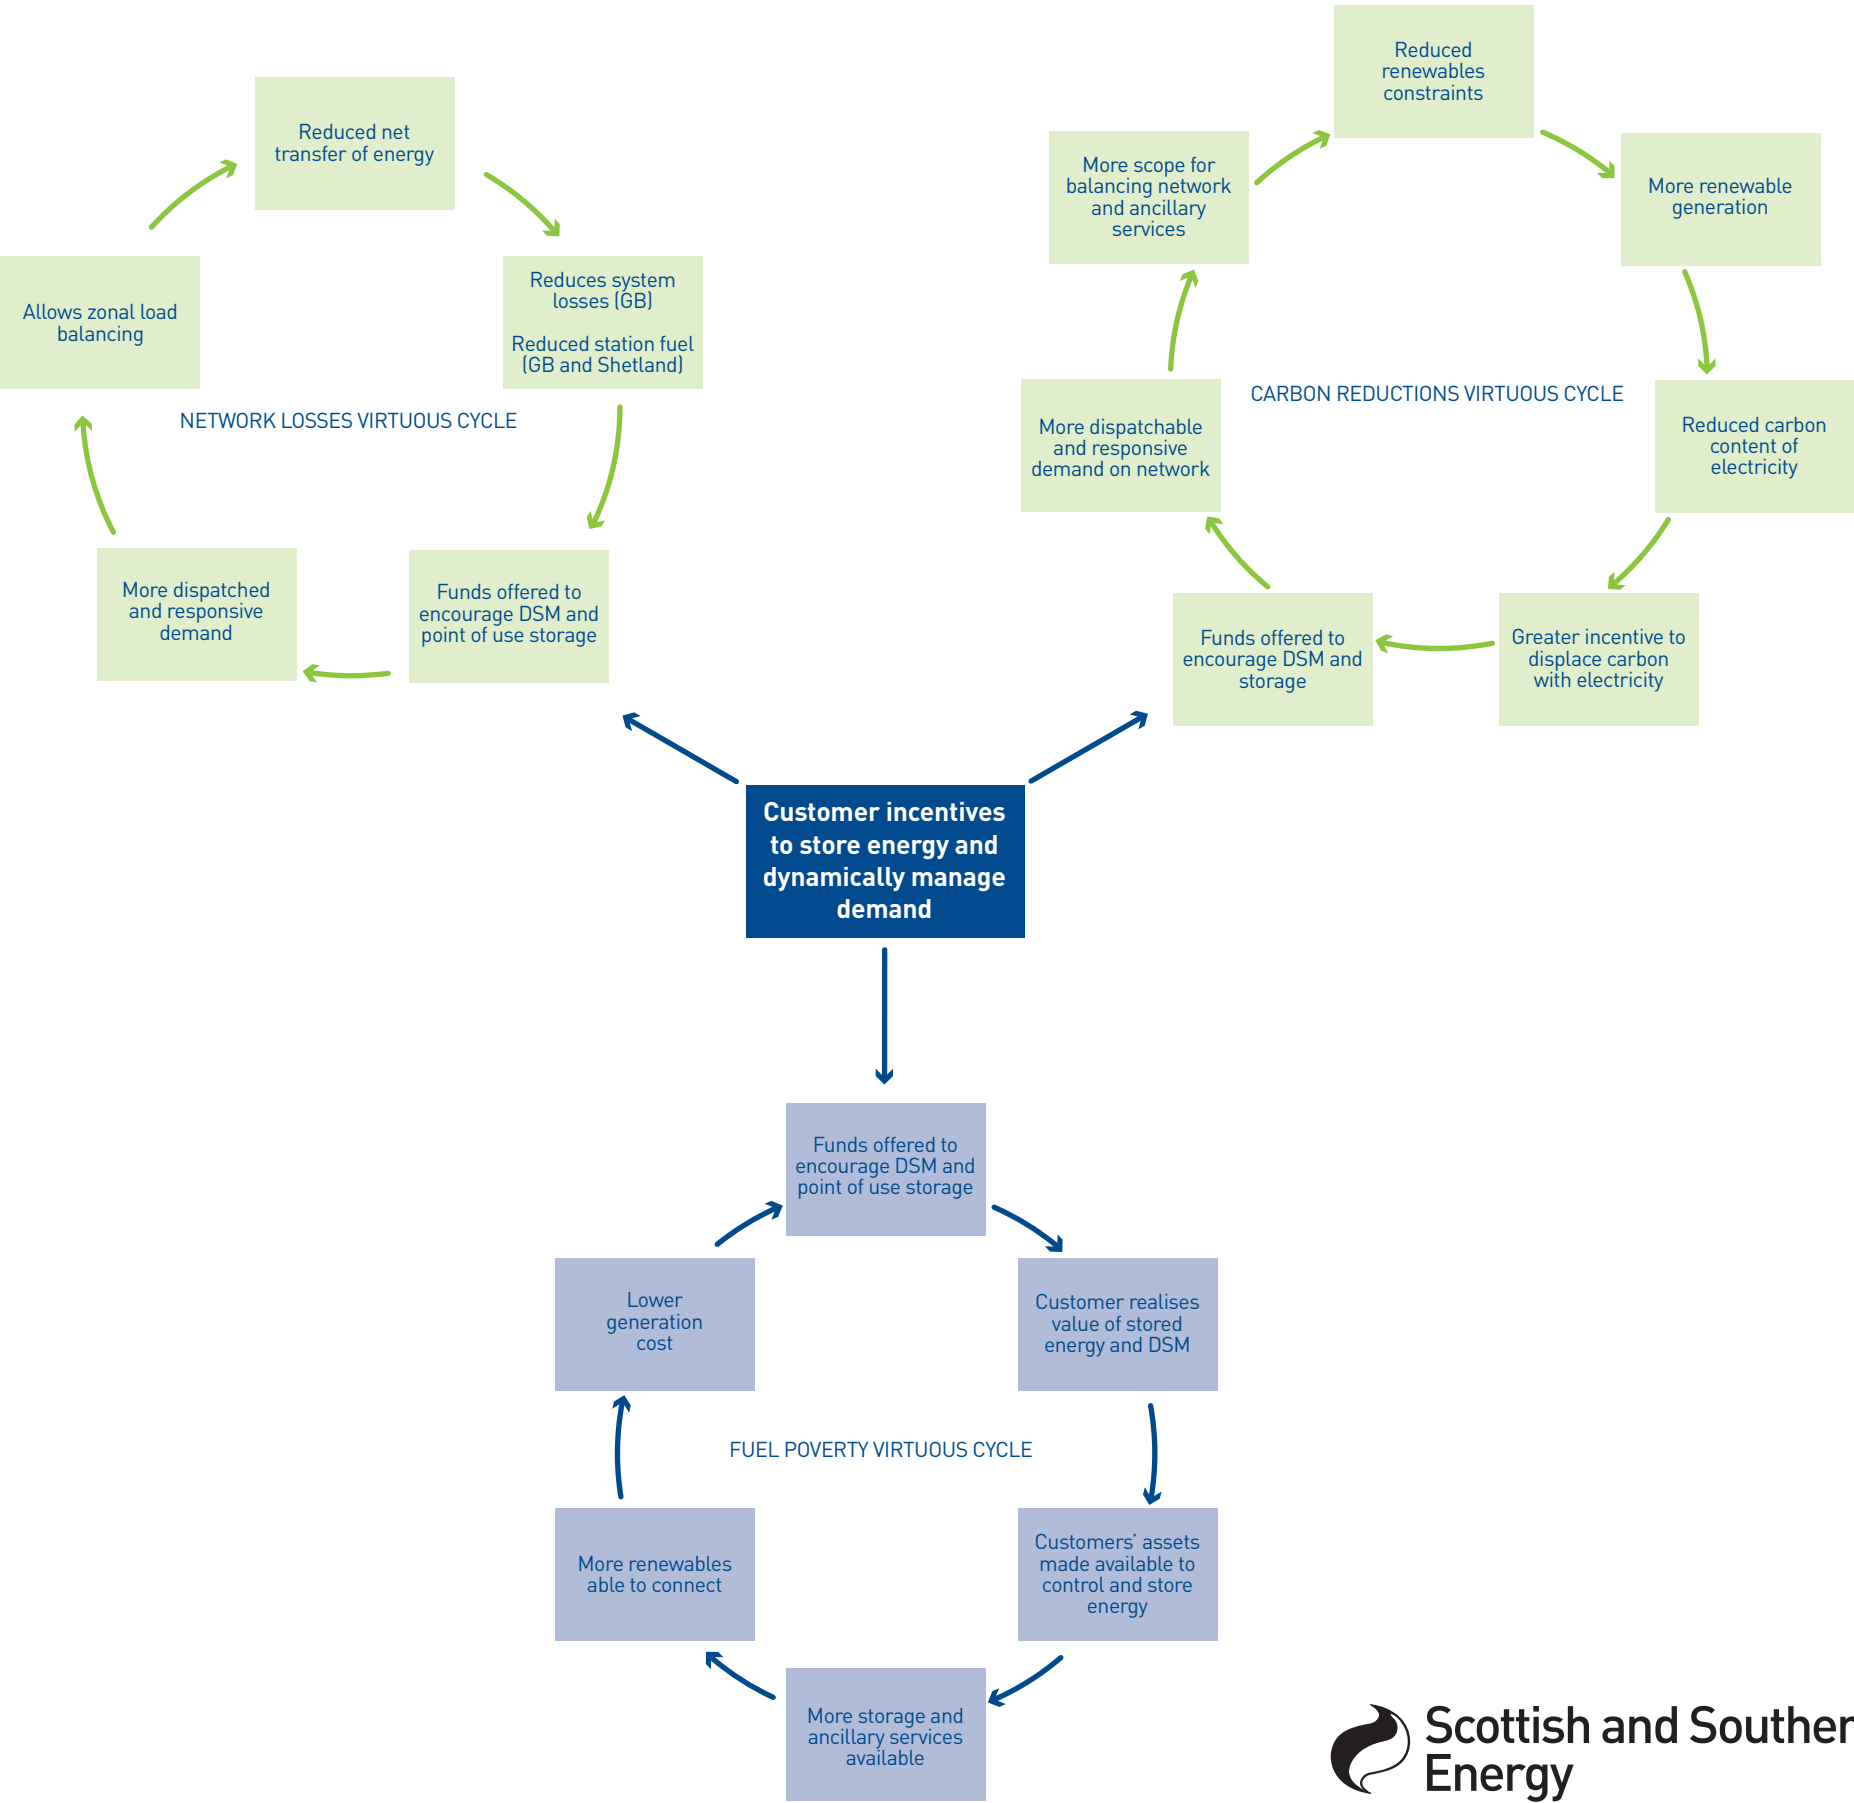 Reduced net
transfer of energy
Reduces system
losses (GB)
Reduced station fuel
(GB and Shetland)
Allows zonal load
balancing
NETWORK LOSSES VIRTUOUS CYCLE
More dispatched
and responsive
demand
Funds offered to
encourage DSM and
point of use storage
Reduced
renewables
constraints
More scope for
balancing network
and ancillary
services
More renewable
generation
CARBON REDUCTIONS VIRTUOUS CYCLE
More dispatchable
and responsive
demand on network
Reduced carbon
content of
electricity
Funds offered to
encourage DSM and
storage
Greater incentive to
displace carbon
with electricity
Customer incentives
to store energy and
dynamically manage
demand
Funds offered to
encourage DSM and
point of use storage
Lower
generation
cost
Customer realises
value of stored
energy and DSM
FUEL POVERTY VIRTUOUS CYCLE
More renewables
able to connect
Customers' assets
made available to
control and store
energy
More storage and
ancillary services
available
Scottish and Southern
Energy